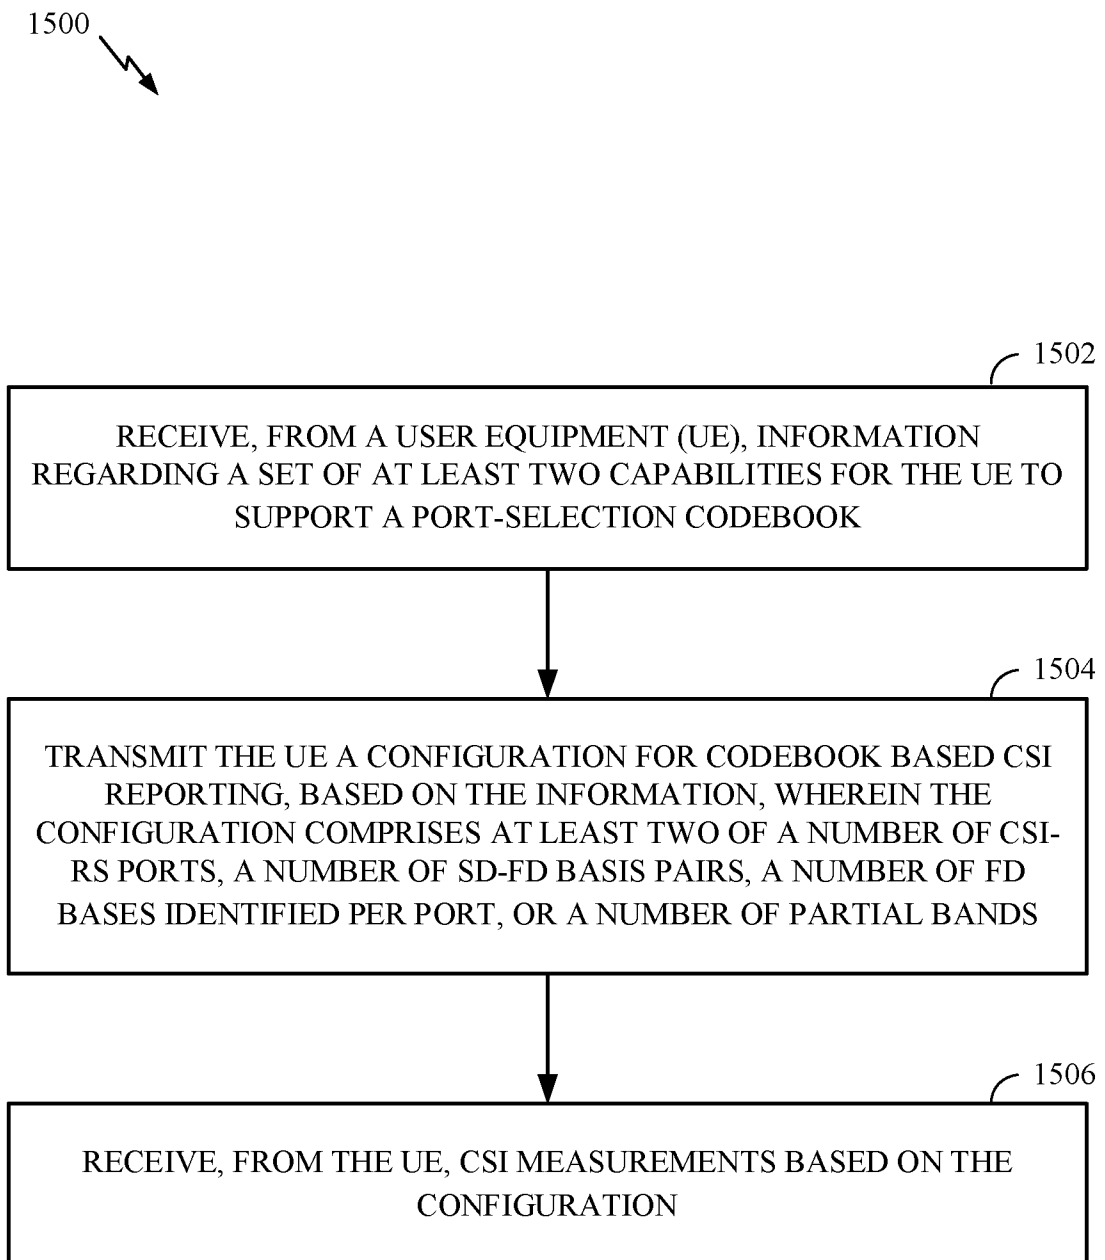 1500
1502
RECEIVE, FROM A USER EQUIPMENT (UE), INFORMATION
REGARDING A SET OF AT LEAST TWO CAPABILITIES FOR THE UE TO
SUPPORT A PORT-SELECTION CODEBOOK
1504
TRANSMIT THE UE A CONFIGURATION FOR CODEBOOK BASED CSI
REPORTING, BASED ON THE INFORMATION, WHEREIN THE
CONFIGURATION COMPRISES AT LEAST TWO OF A NUMBER OF CSI-
RS PORTS, A NUMBER OF SD-FD BASIS PAIRS, A NUMBER OF FD
BASES IDENTIFIED PER PORT, OR A NUMBER OF PARTIAL BANDS
1506
RECEIVE, FROM THE UE, CSI MEASUREMENTS BASED ON THE
CONFIGURATION